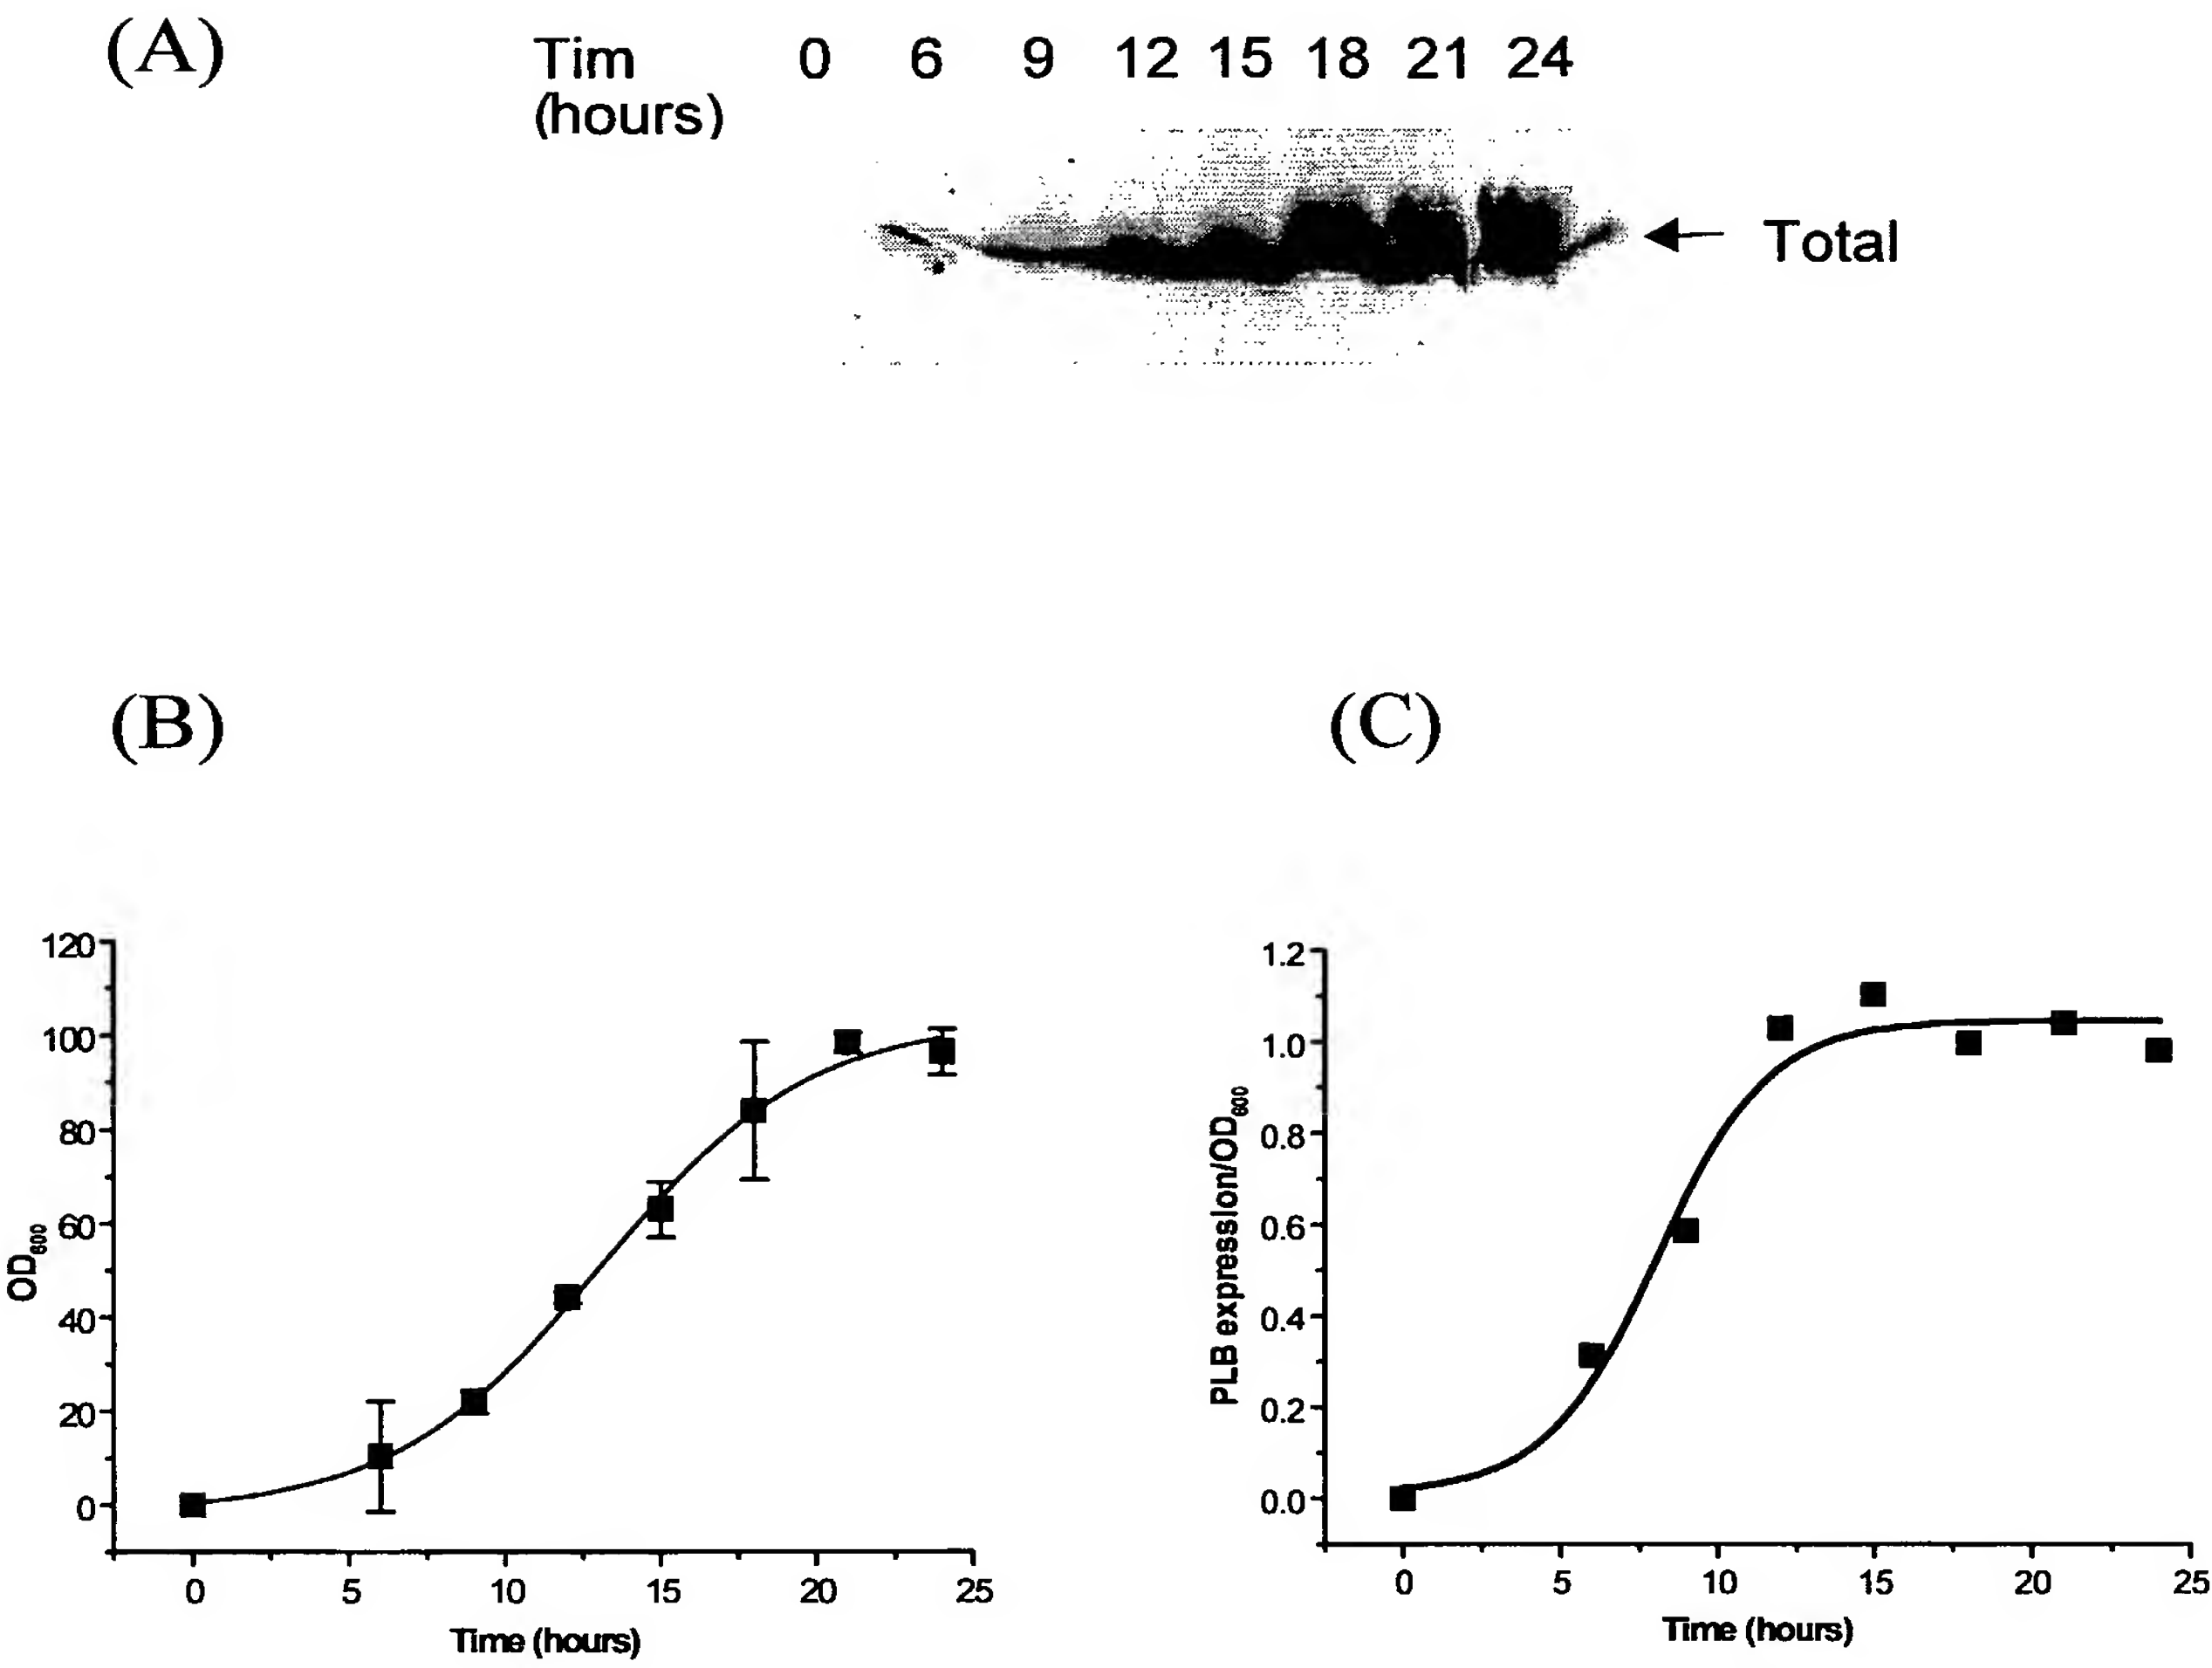 (A)
Tim 0 6 9 12 15 18 21 24
(hours)
Total
(B)
(C)
120
100
80
60
40
20
0
OD600
0 5 10 15 20 25
Time (hours)
1.2
1.0
0.8
0.6
0.4
0.2
0.0
PLB expression/OD600
0 5 10 15 20 25
Time (hours)